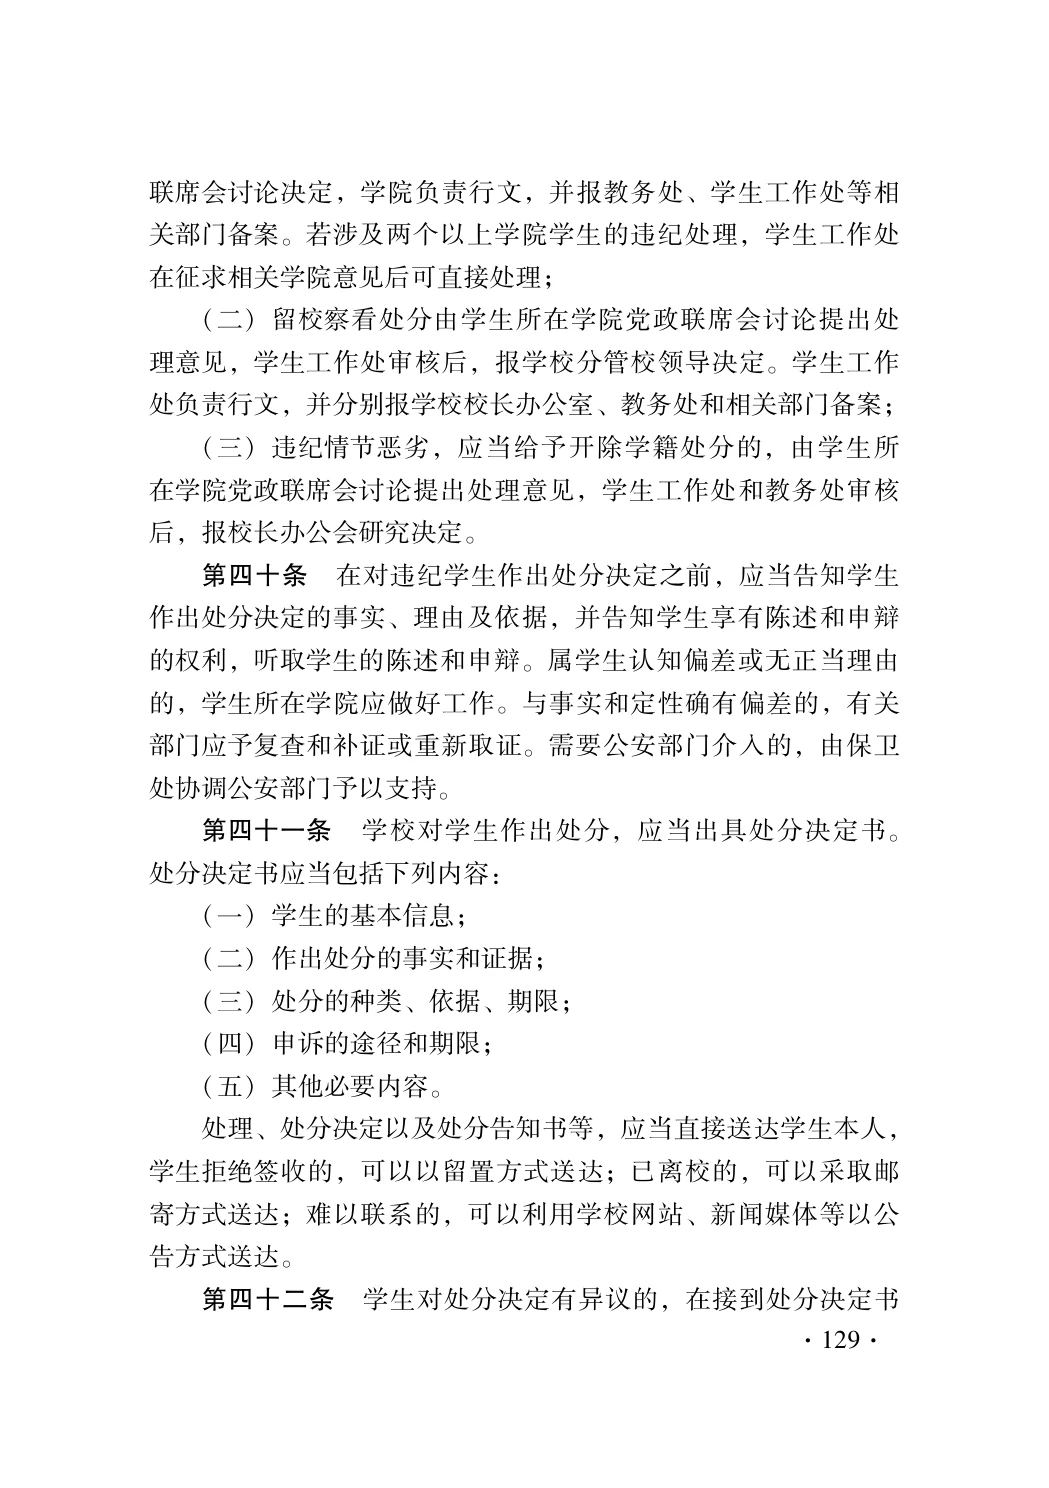 联席会讨论决定，学院负责行文，并报教务处、学生工作处等相
关部门备案。若涉及两个以上学院学生的违纪处理，学生工作处
在征求相关学院意见后可直接处理；
（二）留校察看处分由学生所在学院党政联席会讨论提出处
理意见，学生工作处审核后，报学校分管校领导决定。学生工作
处负责行文，并分别报学校校长办公室、教务处和相关部门备案；
（三）违纪情节恶劣，应当给予开除学籍处分的，由学生所
在学院党政联席会讨论提出处理意见，学生工作处和教务处审核
后，报校长办公会研究决定。
第四十条　在对违纪学生作出处分决定之前，应当告知学生
作出处分决定的事实、理由及依据，并告知学生享有陈述和申辩
的权利，听取学生的陈述和申辩。属学生认知偏差或无正当理由
的，学生所在学院应做好工作。与事实和定性确有偏差的，有关
部门应予复查和补证或重新取证。需要公安部门介入的，由保卫
处协调公安部门予以支持。
第四十一条　学校对学生作出处分，应当出具处分决定书。
处分决定书应当包括下列内容：
（一）学生的基本信息；
（二）作出处分的事实和证据；
（三）处分的种类、依据、期限；
（四）申诉的途径和期限；
（五）其他必要内容。
处理、处分决定以及处分告知书等，应当直接送达学生本人，
学生拒绝签收的，可以以留置方式送达；已离校的，可以采取邮
寄方式送达；难以联系的，可以利用学校网站、新闻媒体等以公
告方式送达。
第四十二条　学生对处分决定有异议的，在接到处分决定书
· 129 ·